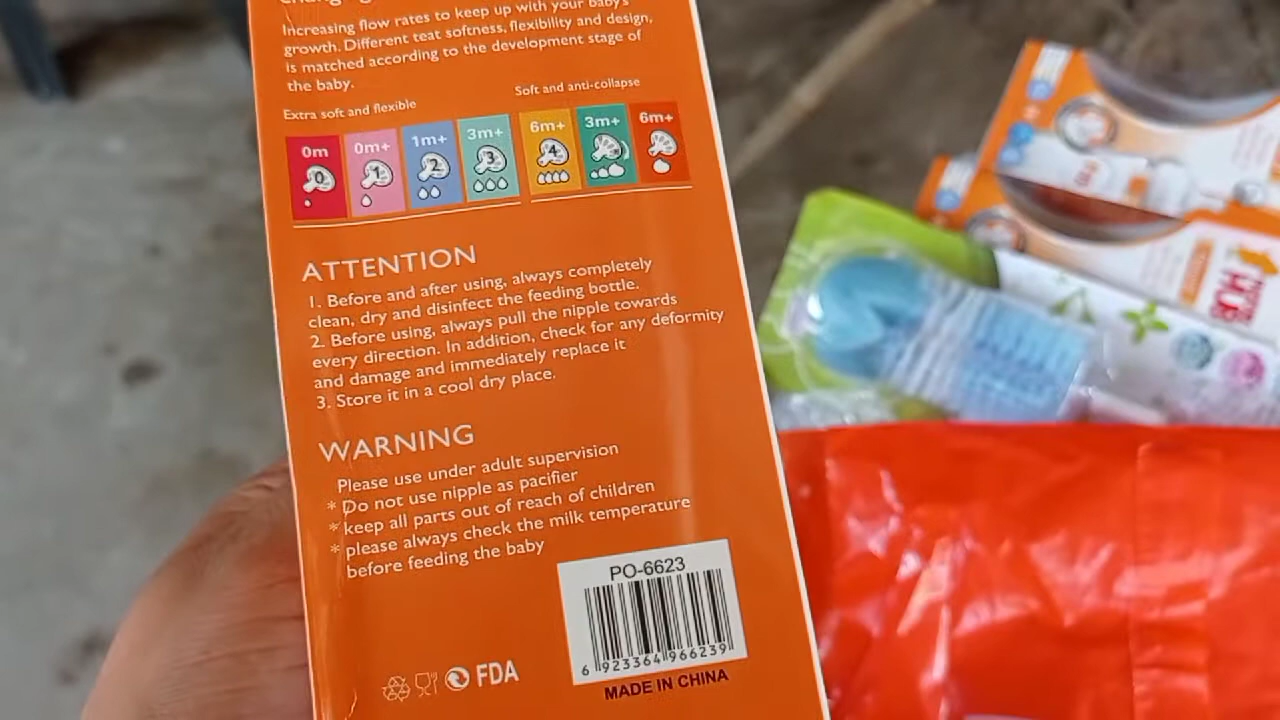 Increasing flow rates to keep up with your baby's
growth. Different teat softness, flexibility and design,
is matched according to the development stage of
the baby.
Extra soft and flexible
Soft and anti-collapse
0m 0m+ 1m+ 3m+ 6m+ 3m+ 6m+
0 1 2 3 4
ATTENTION
1. Before and after using, always completely
clean, dry and disinfect the feeding bottle.
2. Before using, always pull the nipple towards
every direction. In addition, check for any deformity
and damage and immediately replace it
3. Store it in a cool dry place.
WARNING
Please use under adult supervision
* Do not use nipple as pacifier
* keep all parts out of reach of children
* please always check the milk temperature
before feeding the baby
PO-6623
6 923364 966239
FDA
MADE IN CHINA